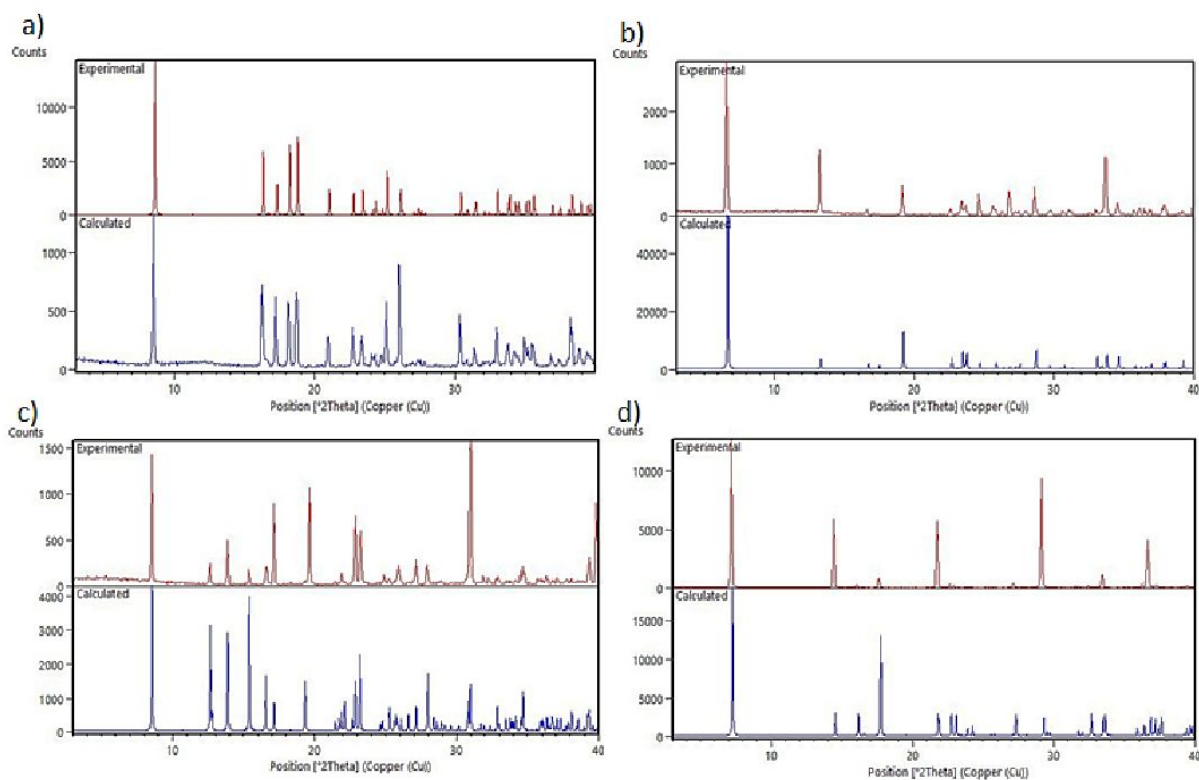 a)
Counts
Experimental
10000
5000
0
Calculated
1000
500
0
10
20
30
Position [°2Theta] (Copper (Cu))
b)
Counts
Experimental
2000
1000
0
Calculated
40000
20000
0
10
20
30
40
Position [°2Theta] (Copper (Cu))
c)
Counts
Experimental
1500
1000
500
0
Calculated
4000
3000
2000
1000
0
10
20
30
40
Position [°2Theta] (Copper (Cu))
d)
Counts
Experimental
10000
5000
0
Calculated
15000
10000
5000
0
10
20
30
40
Position [°2Theta] (Copper (Cu))